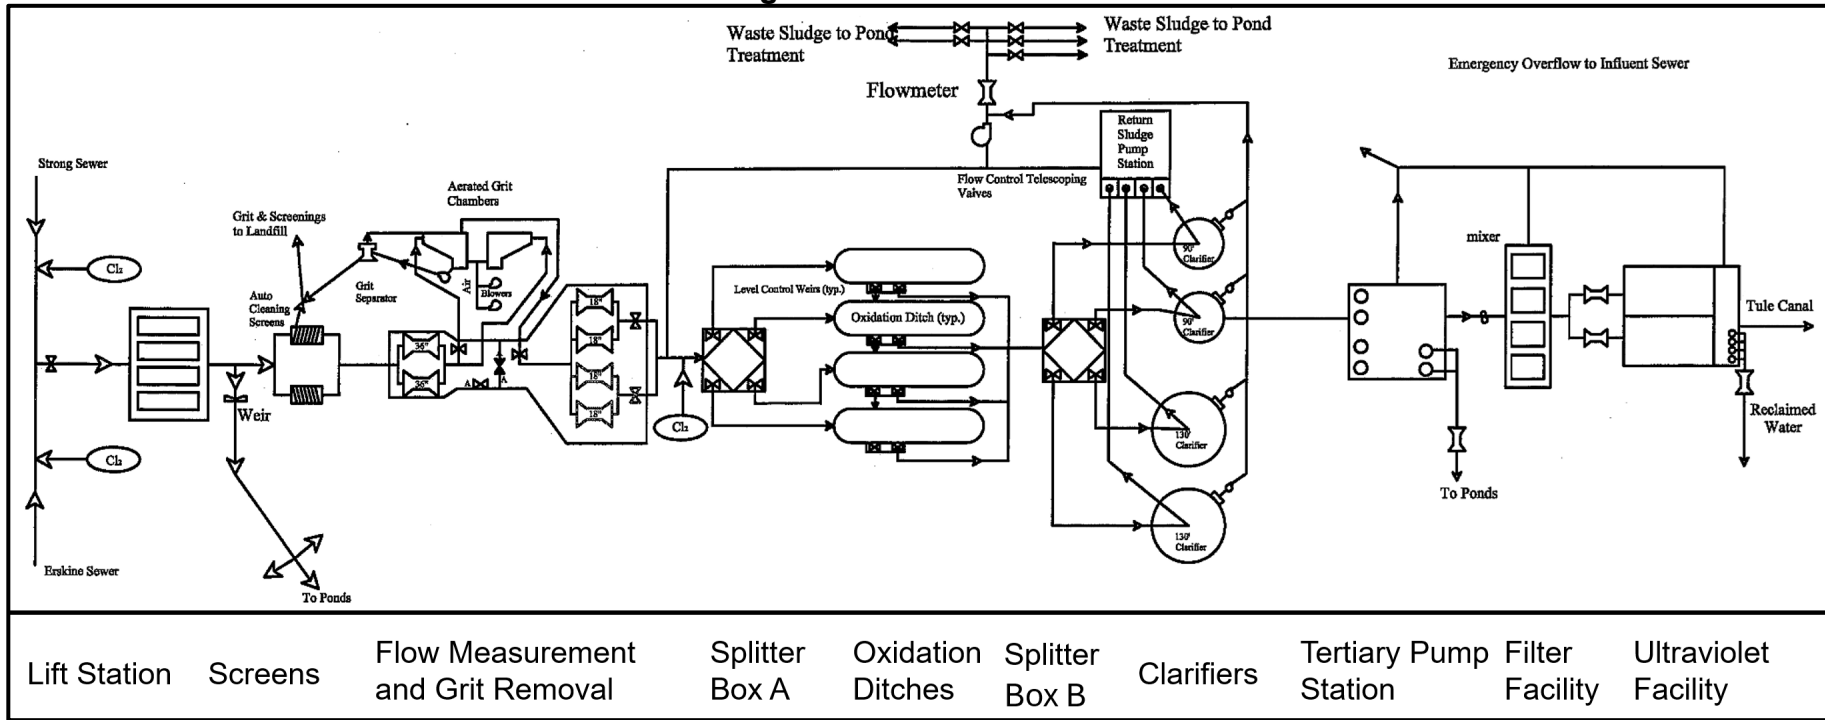 Waste Sludge to Pond
Treatment
Waste Sludge to Pond
Treatment
Emergency Overflow to Influent Sewer
Flowmeter
Return
Sludge
Pump
Station
Strong Sewer
Flow Control Telescoping
Valves
Aerated Grit
Chambers
Grit & Screenings
to Landfill
mixer
90'
Clarifier
Cl₂
Grit
Separator
Air
Blowers
Auto
Cleaning
Screens
Level Control Weirs (typ.)
18"
18"
18"
18"
Oxidation Ditch (typ.)
90'
Clarifier
Tule Canal
36"
36"
A
A
A
Weir
Cl₂
Reclaimed
Water
130'
Clarifier
Cl₂
To Ponds
130'
Clarifier
Erskine Sewer
To Ponds
Lift Station
Screens
Flow Measurement
and Grit Removal
Splitter
Box A
Oxidation
Ditches
Splitter
Box B
Clarifiers
Tertiary Pump
Station
Filter
Facility
Ultraviolet
Facility